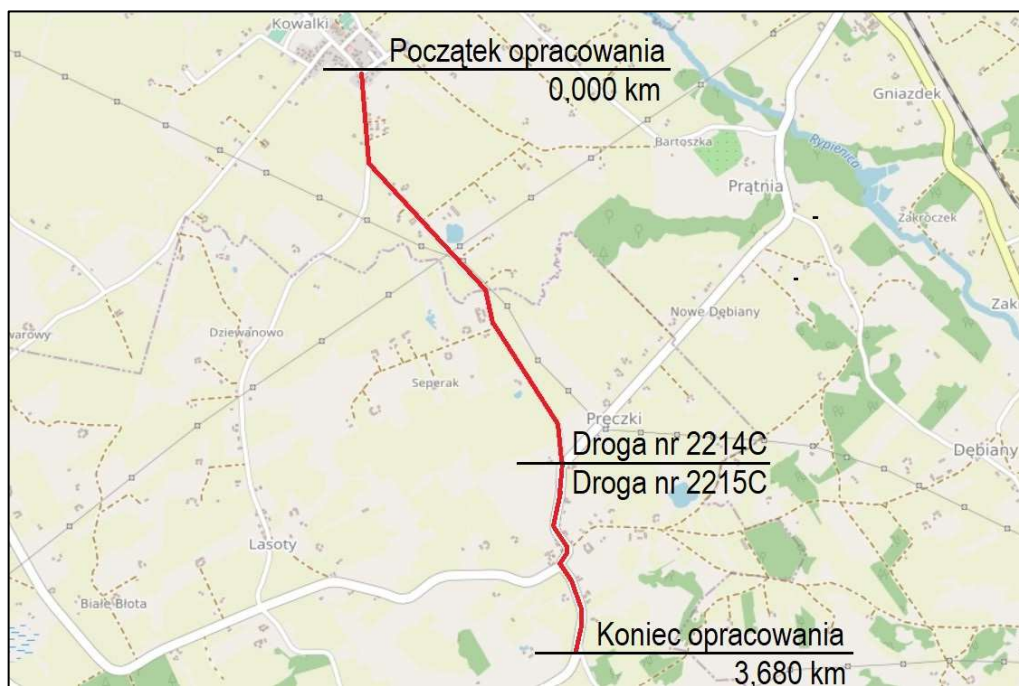 Kowalki
Początek opracowania
0,000 km
Gniazdek
Bartoszka
Rypienica
Prątnia
Zakroczek
Zak
warowy
Dziewanowo
Nowe Dębiany
Seperak
Pręczki
Droga nr 2214C
Dębiany
Droga nr 2215C
Lasoty
Białe Błota
Koniec opracowania
3,680 km